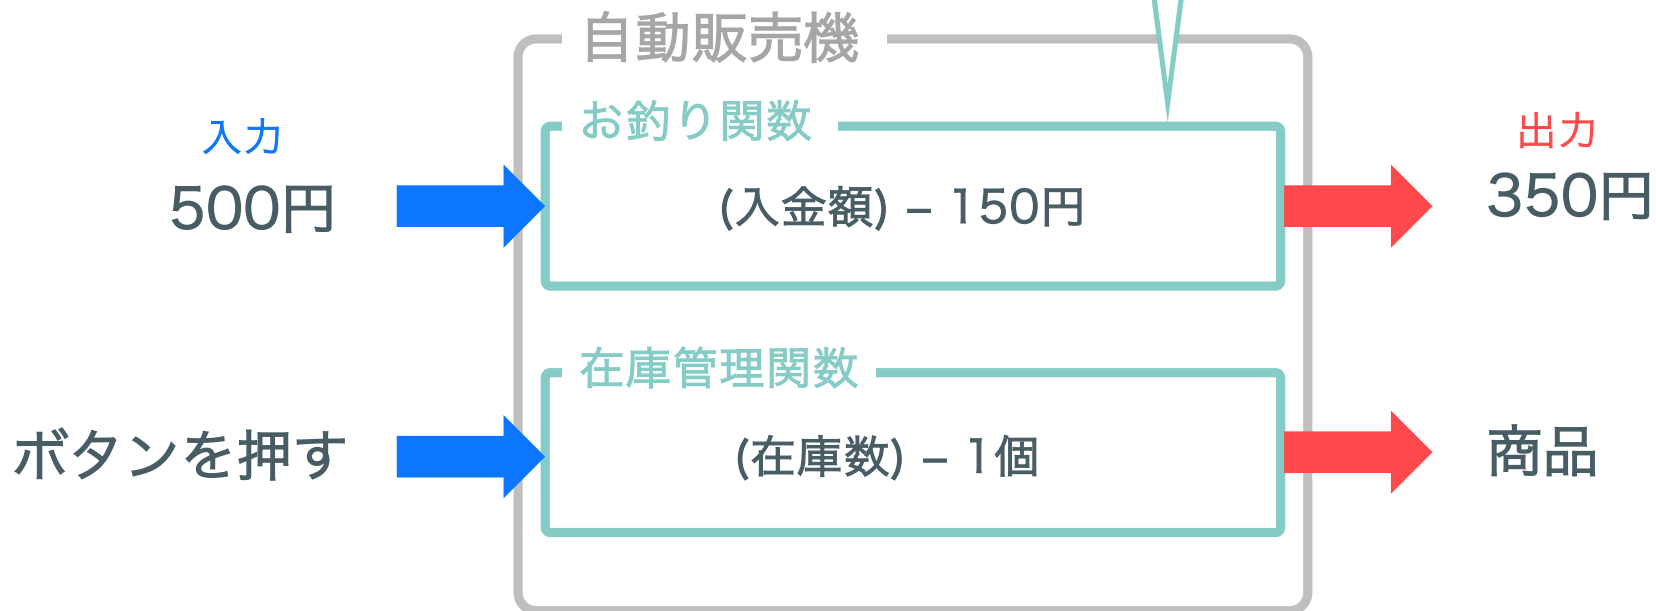 自動販売機
お釣り関数
入力
500円
(入金額) − 150円
出力
350円
在庫管理関数
ボタンを押す
(在庫数) − 1個
商品